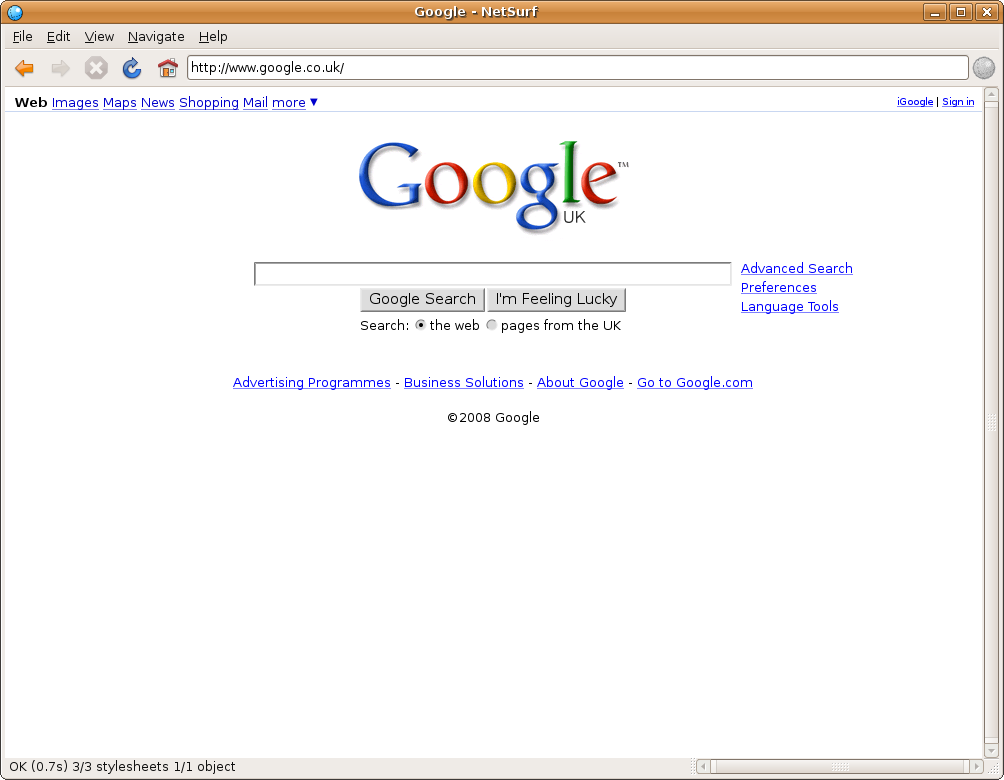 Google - NetSurf
File Edit View Navigate Help
http://www.google.co.uk/
Web Images Maps News Shopping Mail more ▼ iGoogle | Sign in
Google™
UK
Advanced Search
Preferences
Language Tools
Google Search I'm Feeling Lucky
Search: the web pages from the UK
Advertising Programmes - Business Solutions - About Google - Go to Google.com
©2008 Google
OK (0.7s) 3/3 stylesheets 1/1 object